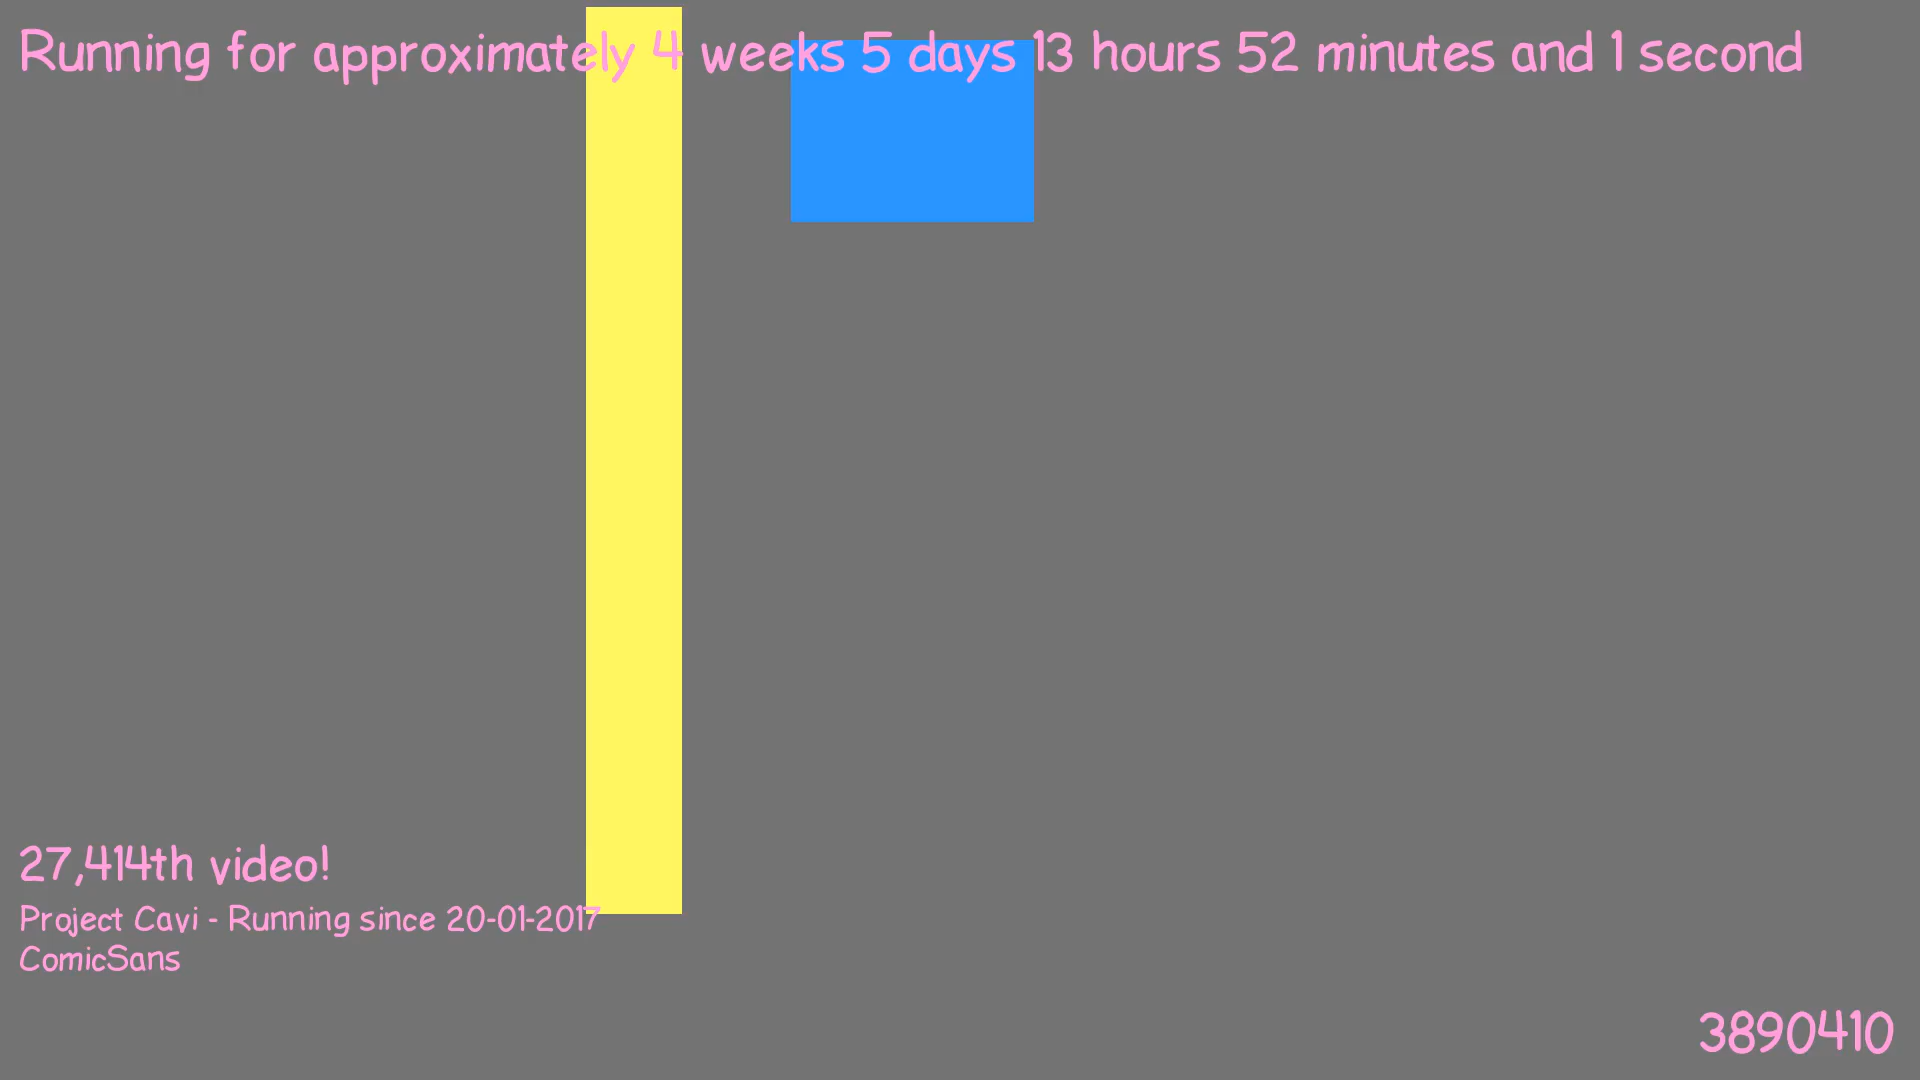 Running for approximately 4 weeks 5 days 13 hours 52 minutes and 1 second
27,414th video!
Project Cavi - Running since 20-01-2017
ComicSans
3890410